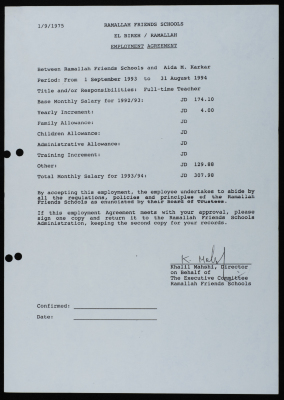 1/9/1975
RAMALLAH FRIENDS SCHOOLS
EL BIREH / RAMALLAH
EMPLOYMENT AGREEMENT
Between Ramallah Friends Schools and Aida M. Karkar
Period: From 1 September 1993 to 31 August 1994
Title and/or Responsibilities: Full-time Teacher
Base Monthly Salary for 1992/93: JD 174.10
Yearly Increment: JD 4.00
Family Allowance: JD
Children Allowance: JD
Administrative Allowance: JD
Training Increment: JD
Other: JD 129.88
Total Monthly Salary for 1993/94: JD 307.98
By accepting this employment, the employee undertakes to abide by
all the regulations, policies and principles of the Ramallah
Friends Schools as enunciated by their Board of Trustees.
If this employment Agreement meets with your approval, please
sign one copy and return it to the Ramallah Friends Schools
Administration, keeping the second copy for your records.
Khalil Mahshi, Director
on Behalf of
The Executive Committee
Ramallah Friends Schools
Confirmed:
Date: